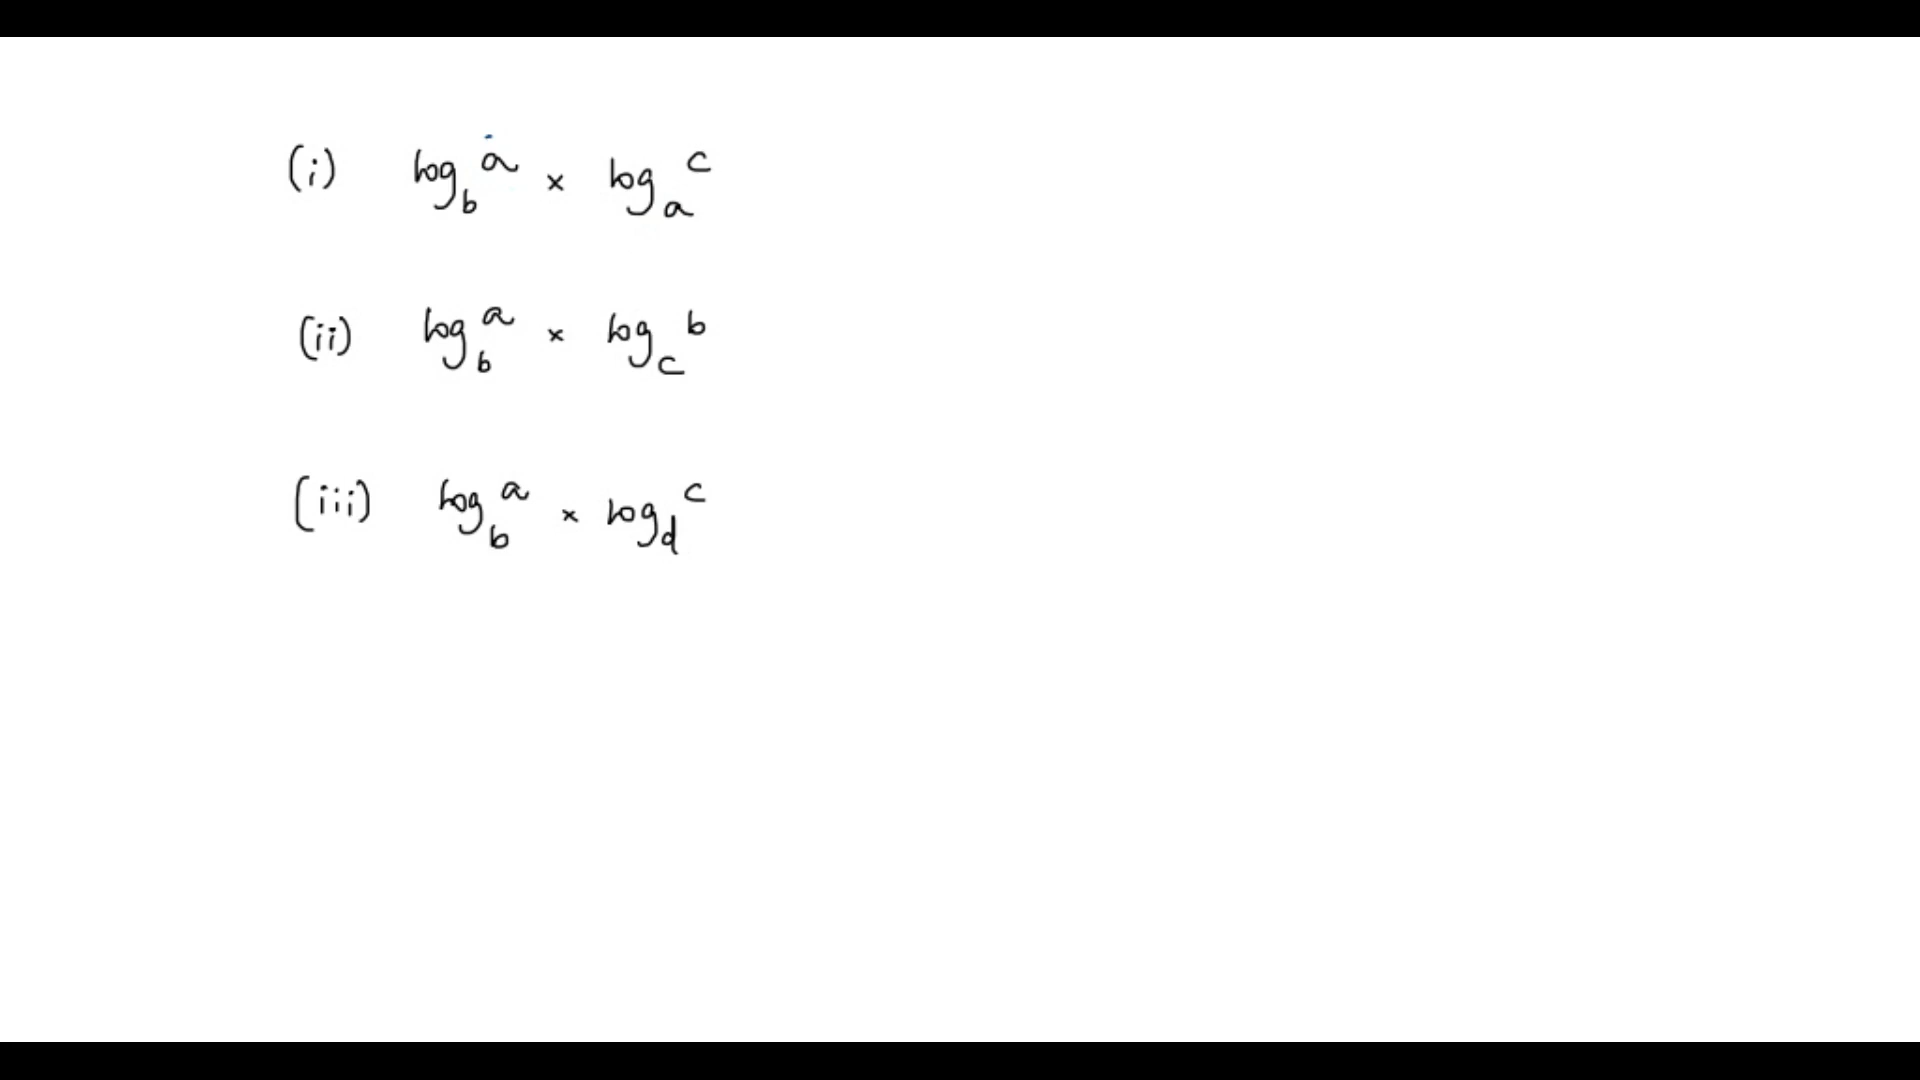 (i) log_b^a × log_a^c
(ii) log_b^a × log_c^b
(iii) log_b^a × log_d^c